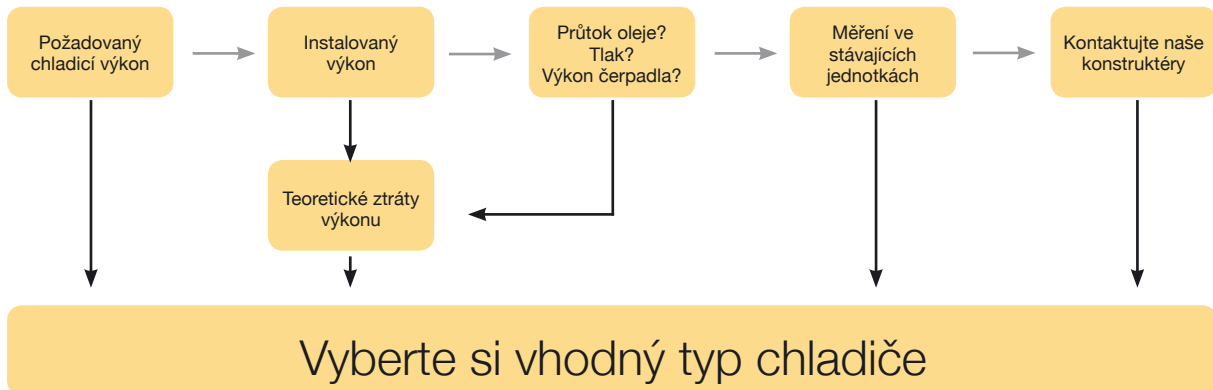 Požadovaný
chladicí výkon
Instalovaný
výkon
Průtok oleje?
Tlak?
Výkon čerpadla?
Měření ve
stávajících
jednotkách
Kontaktujte naše
konstruktéry
Teoretické ztráty
výkonu
Vyberte si vhodný typ chladiče